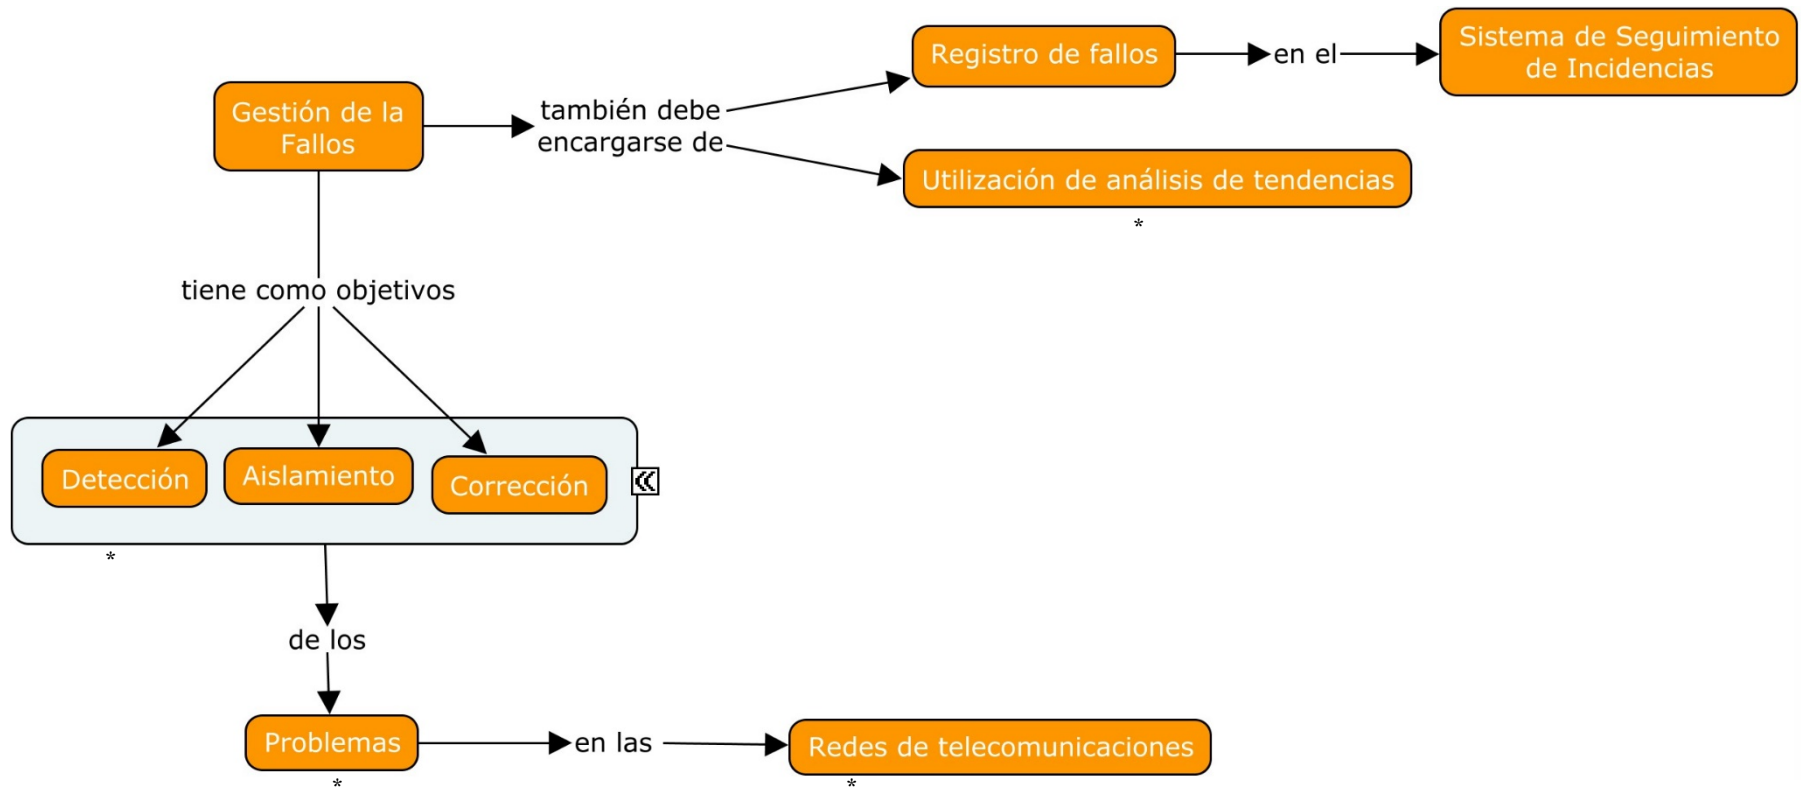 Sistema de Seguimiento
de Incidencias
Registro de fallos
en el
Gestión de la
Fallos
también debe
encargarse de
Utilización de análisis de tendencias
*
tiene como objetivos
Detección
Aislamiento
Corrección
*
de los
Problemas
en las
Redes de telecomunicaciones
*
*